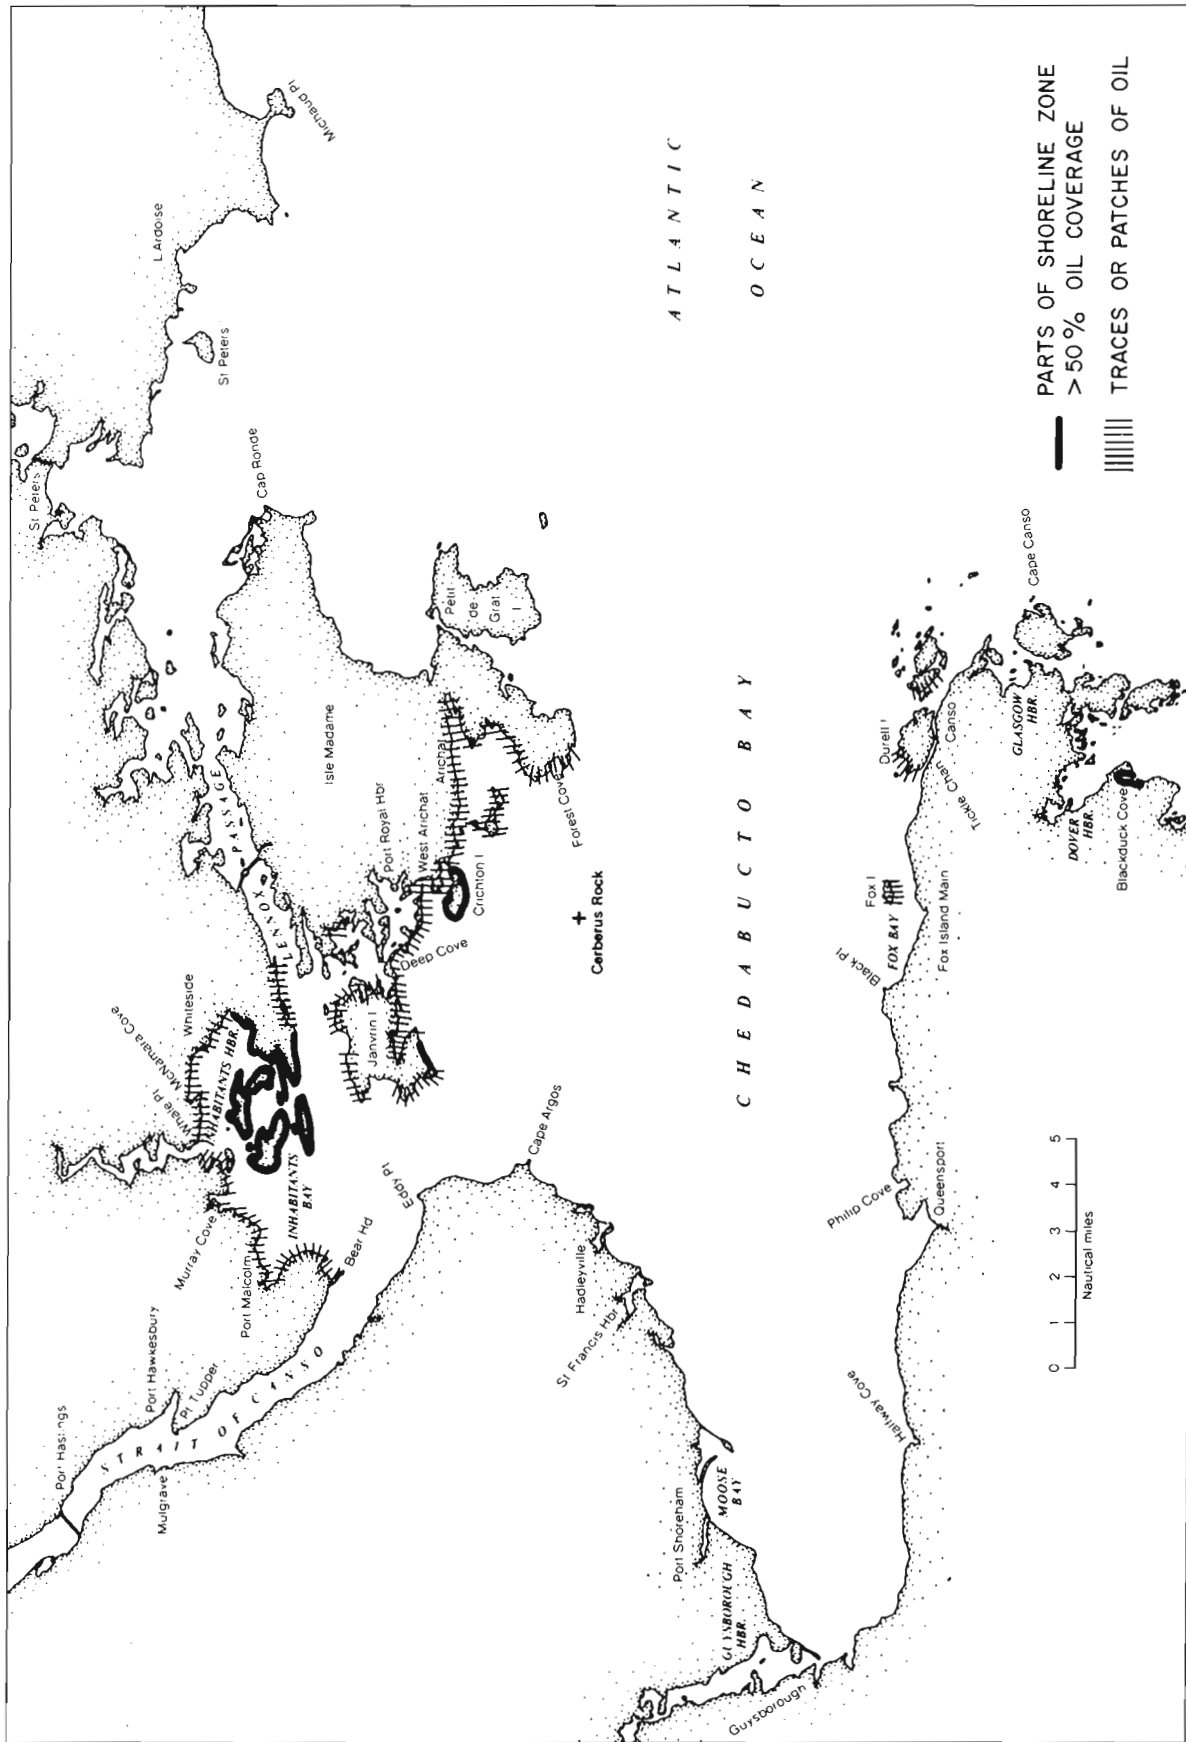 Port Hastings
Port Hawkesbury
Pt Tupper
Mulgrave
STRAIT OF CANSO
Port Malcolm
Murray Cove
Bear Hd
INHABITANTS
BAY
Whale Pt
McNamara Cove
Whiteside
INHABITANTS HBR.
LENNOX PASSAGE
St Peters
St Peters
L'Ardoise
Michaud Pt
Cap Ronde
Isle Madame
Janvrin I
Deep Cove
Port Royal Hbr
West Arichat
Arichat
Crichton I
Petit
de
Grat
I
Forest Cove
Cerberus Rock
Eddy Pt
Cape Argos
Hadleyville
St Francis Hbr
Port Shoreham
MOOSE
BAY
GUYSBOROUGH
HBR.
Guysborough
CHEDABUCTO BAY
ATLANTIC
OCEAN
Halfway Cove
Queensport
Philip Cove
Black Pt
FOX BAY
Fox I
Fox Island Main
Durell I
Tickle Chan
Canso
GLASGOW
HBR.
Cape Canso
DOVER
HBR.
Blackduck Cove
0 1 2 3 4 5
Nautical miles
PARTS OF SHORELINE ZONE
> 50% OIL COVERAGE
TRACES OR PATCHES OF OIL